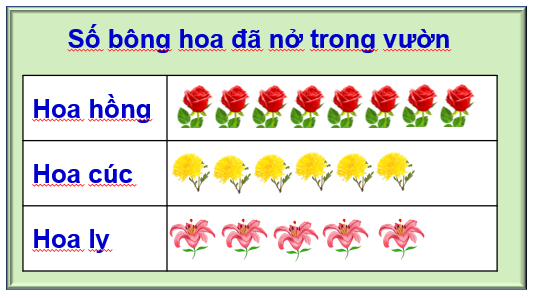 Số bông hoa đã nở trong vườn
Hoa hồng
Hoa cúc
Hoa ly